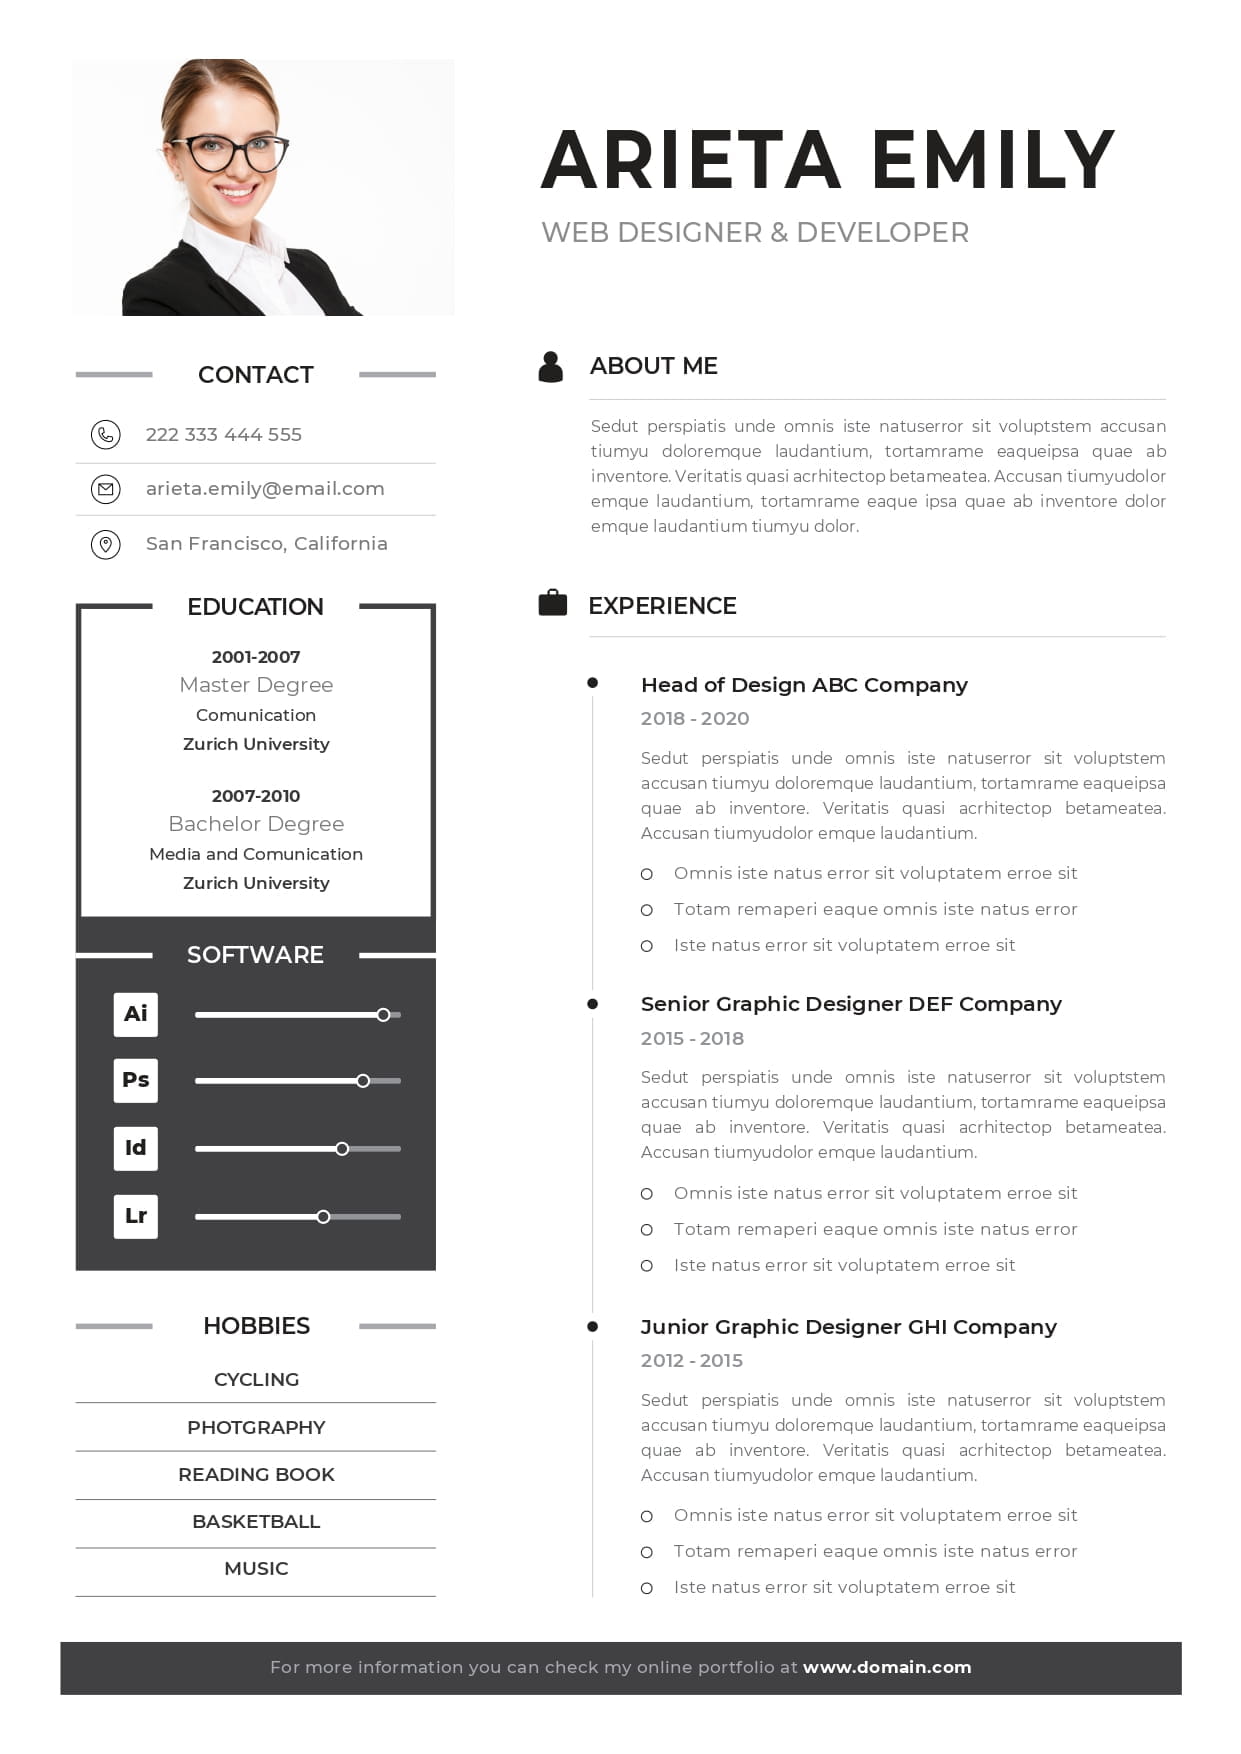 ARIETA EMILY
WEB DESIGNER & DEVELOPER
CONTACT
222 333 444 555
arieta.emily@email.com
San Francisco, California
EDUCATION
2001-2007
Master Degree
Comunication
Zurich University
2007-2010
Bachelor Degree
Media and Comunication
Zurich University
SOFTWARE
Ai
Ps
Id
Lr
HOBBIES
CYCLING
PHOTGRAPHY
READING BOOK
BASKETBALL
MUSIC
ABOUT ME
Sedut perspiatis unde omnis iste natuserror sit voluptstem accusan
tiumyu doloremque laudantium, tortamrame eaqueipsa quae ab
inventore. Veritatis quasi acrhitectop betameatea. Accusan tiumyudolor
emque laudantium, tortamrame eaque ipsa quae ab inventore dolor
emque laudantium tiumyu dolor.
EXPERIENCE
Head of Design ABC Company
2018 - 2020
Sedut perspiatis unde omnis iste natuserror sit voluptstem
accusan tiumyu doloremque laudantium, tortamrame eaqueipsa
quae ab inventore. Veritatis quasi acrhitectop betameatea.
Accusan tiumyudolor emque laudantium.
Omnis iste natus error sit voluptatem erroe sit
Totam remaperi eaque omnis iste natus error
Iste natus error sit voluptatem erroe sit
Senior Graphic Designer DEF Company
2015 - 2018
Sedut perspiatis unde omnis iste natuserror sit voluptstem
accusan tiumyu doloremque laudantium, tortamrame eaqueipsa
quae ab inventore. Veritatis quasi acrhitectop betameatea.
Accusan tiumyudolor emque laudantium.
Omnis iste natus error sit voluptatem erroe sit
Totam remaperi eaque omnis iste natus error
Iste natus error sit voluptatem erroe sit
Junior Graphic Designer GHI Company
2012 - 2015
Sedut perspiatis unde omnis iste natuserror sit voluptstem
accusan tiumyu doloremque laudantium, tortamrame eaqueipsa
quae ab inventore. Veritatis quasi acrhitectop betameatea.
Accusan tiumyudolor emque laudantium.
Omnis iste natus error sit voluptatem erroe sit
Totam remaperi eaque omnis iste natus error
Iste natus error sit voluptatem erroe sit
For more information you can check my online portfolio at www.domain.com